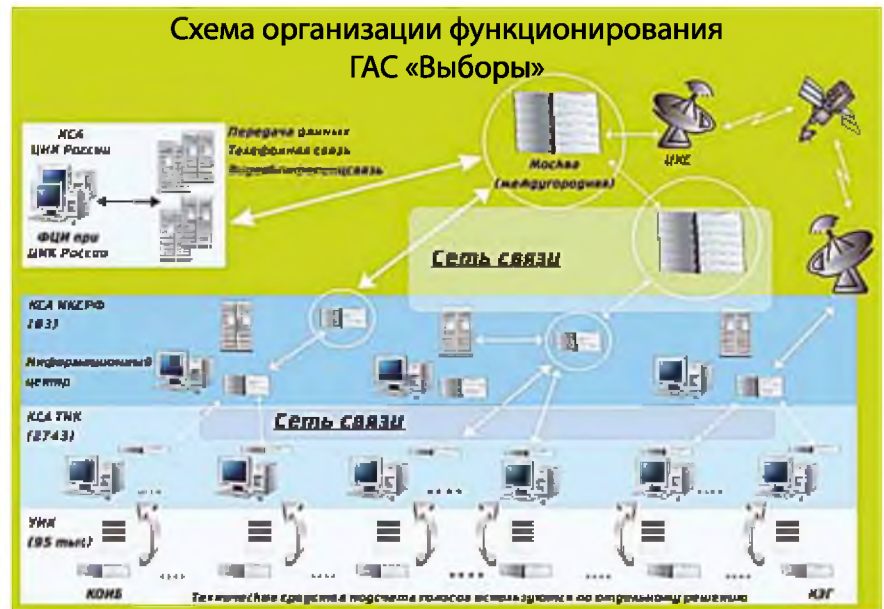 Схема организации функционирования
ГАС «Выборы»
КСА
ЦИК России
ФЦИ при
ЦИК России
Передача данных
Телефонная связь
Москва
(междугородняя)
ЦКС
Сеть связи
КСА ИКСРФ
(83)
Информационный
центр
КСА ТИК
(2743)
Сеть связи
УИК
(95 тыс)
КОИБ
Технические средства подсчета голосов используются по отдельному решению
КЭГ